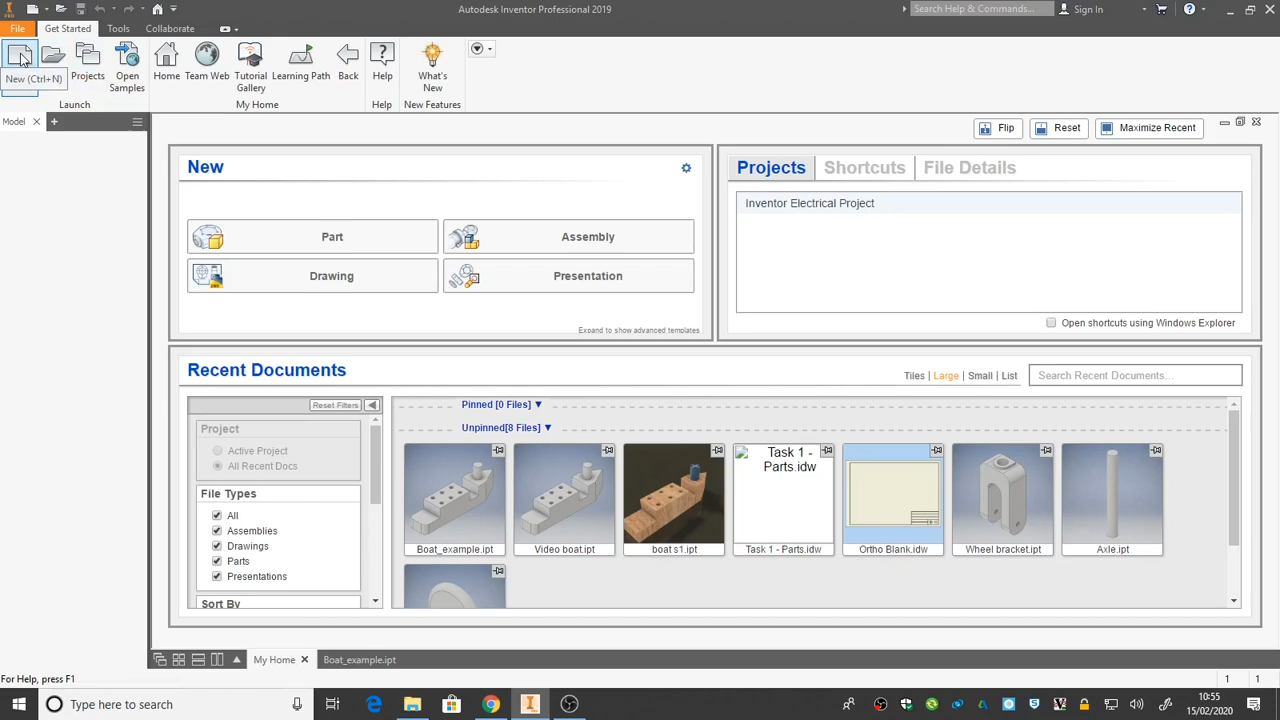 Autodesk Inventor Professional 2019
Search Help & Commands...
Sign In
File
Get Started
Tools
Collaborate
New (Ctrl+N)
Projects
Open Samples
Home
Team Web
Tutorial Gallery
Learning Path
Back
Help
What's New
Launch
My Home
Help
New Features
Model
Flip
Reset
Maximize Recent
New
Part
Assembly
Drawing
Presentation
Expand to show advanced templates
Projects
Shortcuts
File Details
Inventor Electrical Project
Open shortcuts using Windows Explorer
Recent Documents
Tiles | Large | Small | List
Search Recent Documents...
Reset Filters
Project
Active Project
All Recent Docs
File Types
All
Assemblies
Drawings
Parts
Presentations
Sort By
Pinned [0 Files]
Unpinned[8 Files]
Task 1 -
Parts.idw
Boat_example.ipt
Video boat.ipt
boat s1.ipt
Task 1 - Parts.idw
Ortho Blank.idw
Wheel bracket.ipt
Axle.ipt
My Home
Boat_example.ipt
For Help, press F1
1
1
Type here to search
10:55
15/02/2020